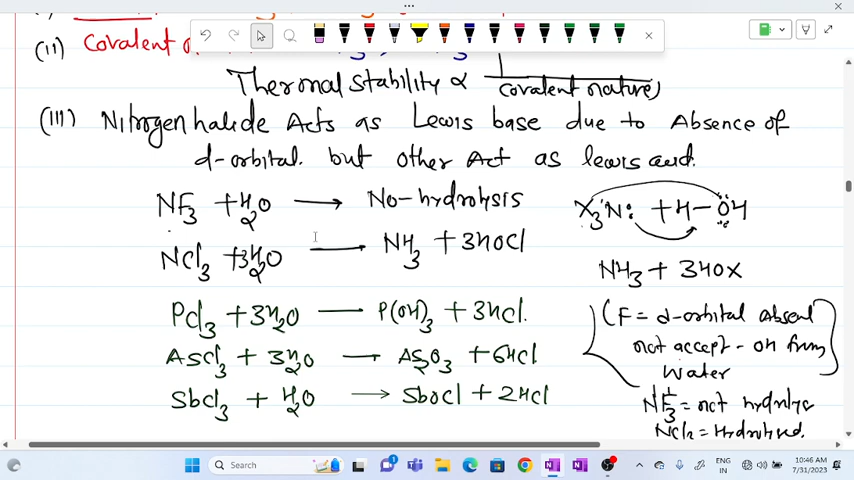 (ii) Covalent
Thermal stability ∝
covalent nature)
(III) Nitrogen halide Acts as Lewis base due to Absence of
d-orbital. but other Act as lewis acid.
NF3 + H2O → No-hydrolysis
X3N: + H-OH
NCl3 + 3H2O → NH3 + 3HOCl
NH3 + 3HOX
PCl3 + 3H2O → P(OH)3 + 3HCl.
(F = d-orbital absent
not accept - OH from
Water
AsCl3 + 3H2O → As2O3 + 6HCl
SbCl3 + H2O → SbOCl + 2HCl
NF3 = not hydrolyse
NCl3 = Hydrolysed.
Search
ENG
IN
10:46 AM
7/31/2023